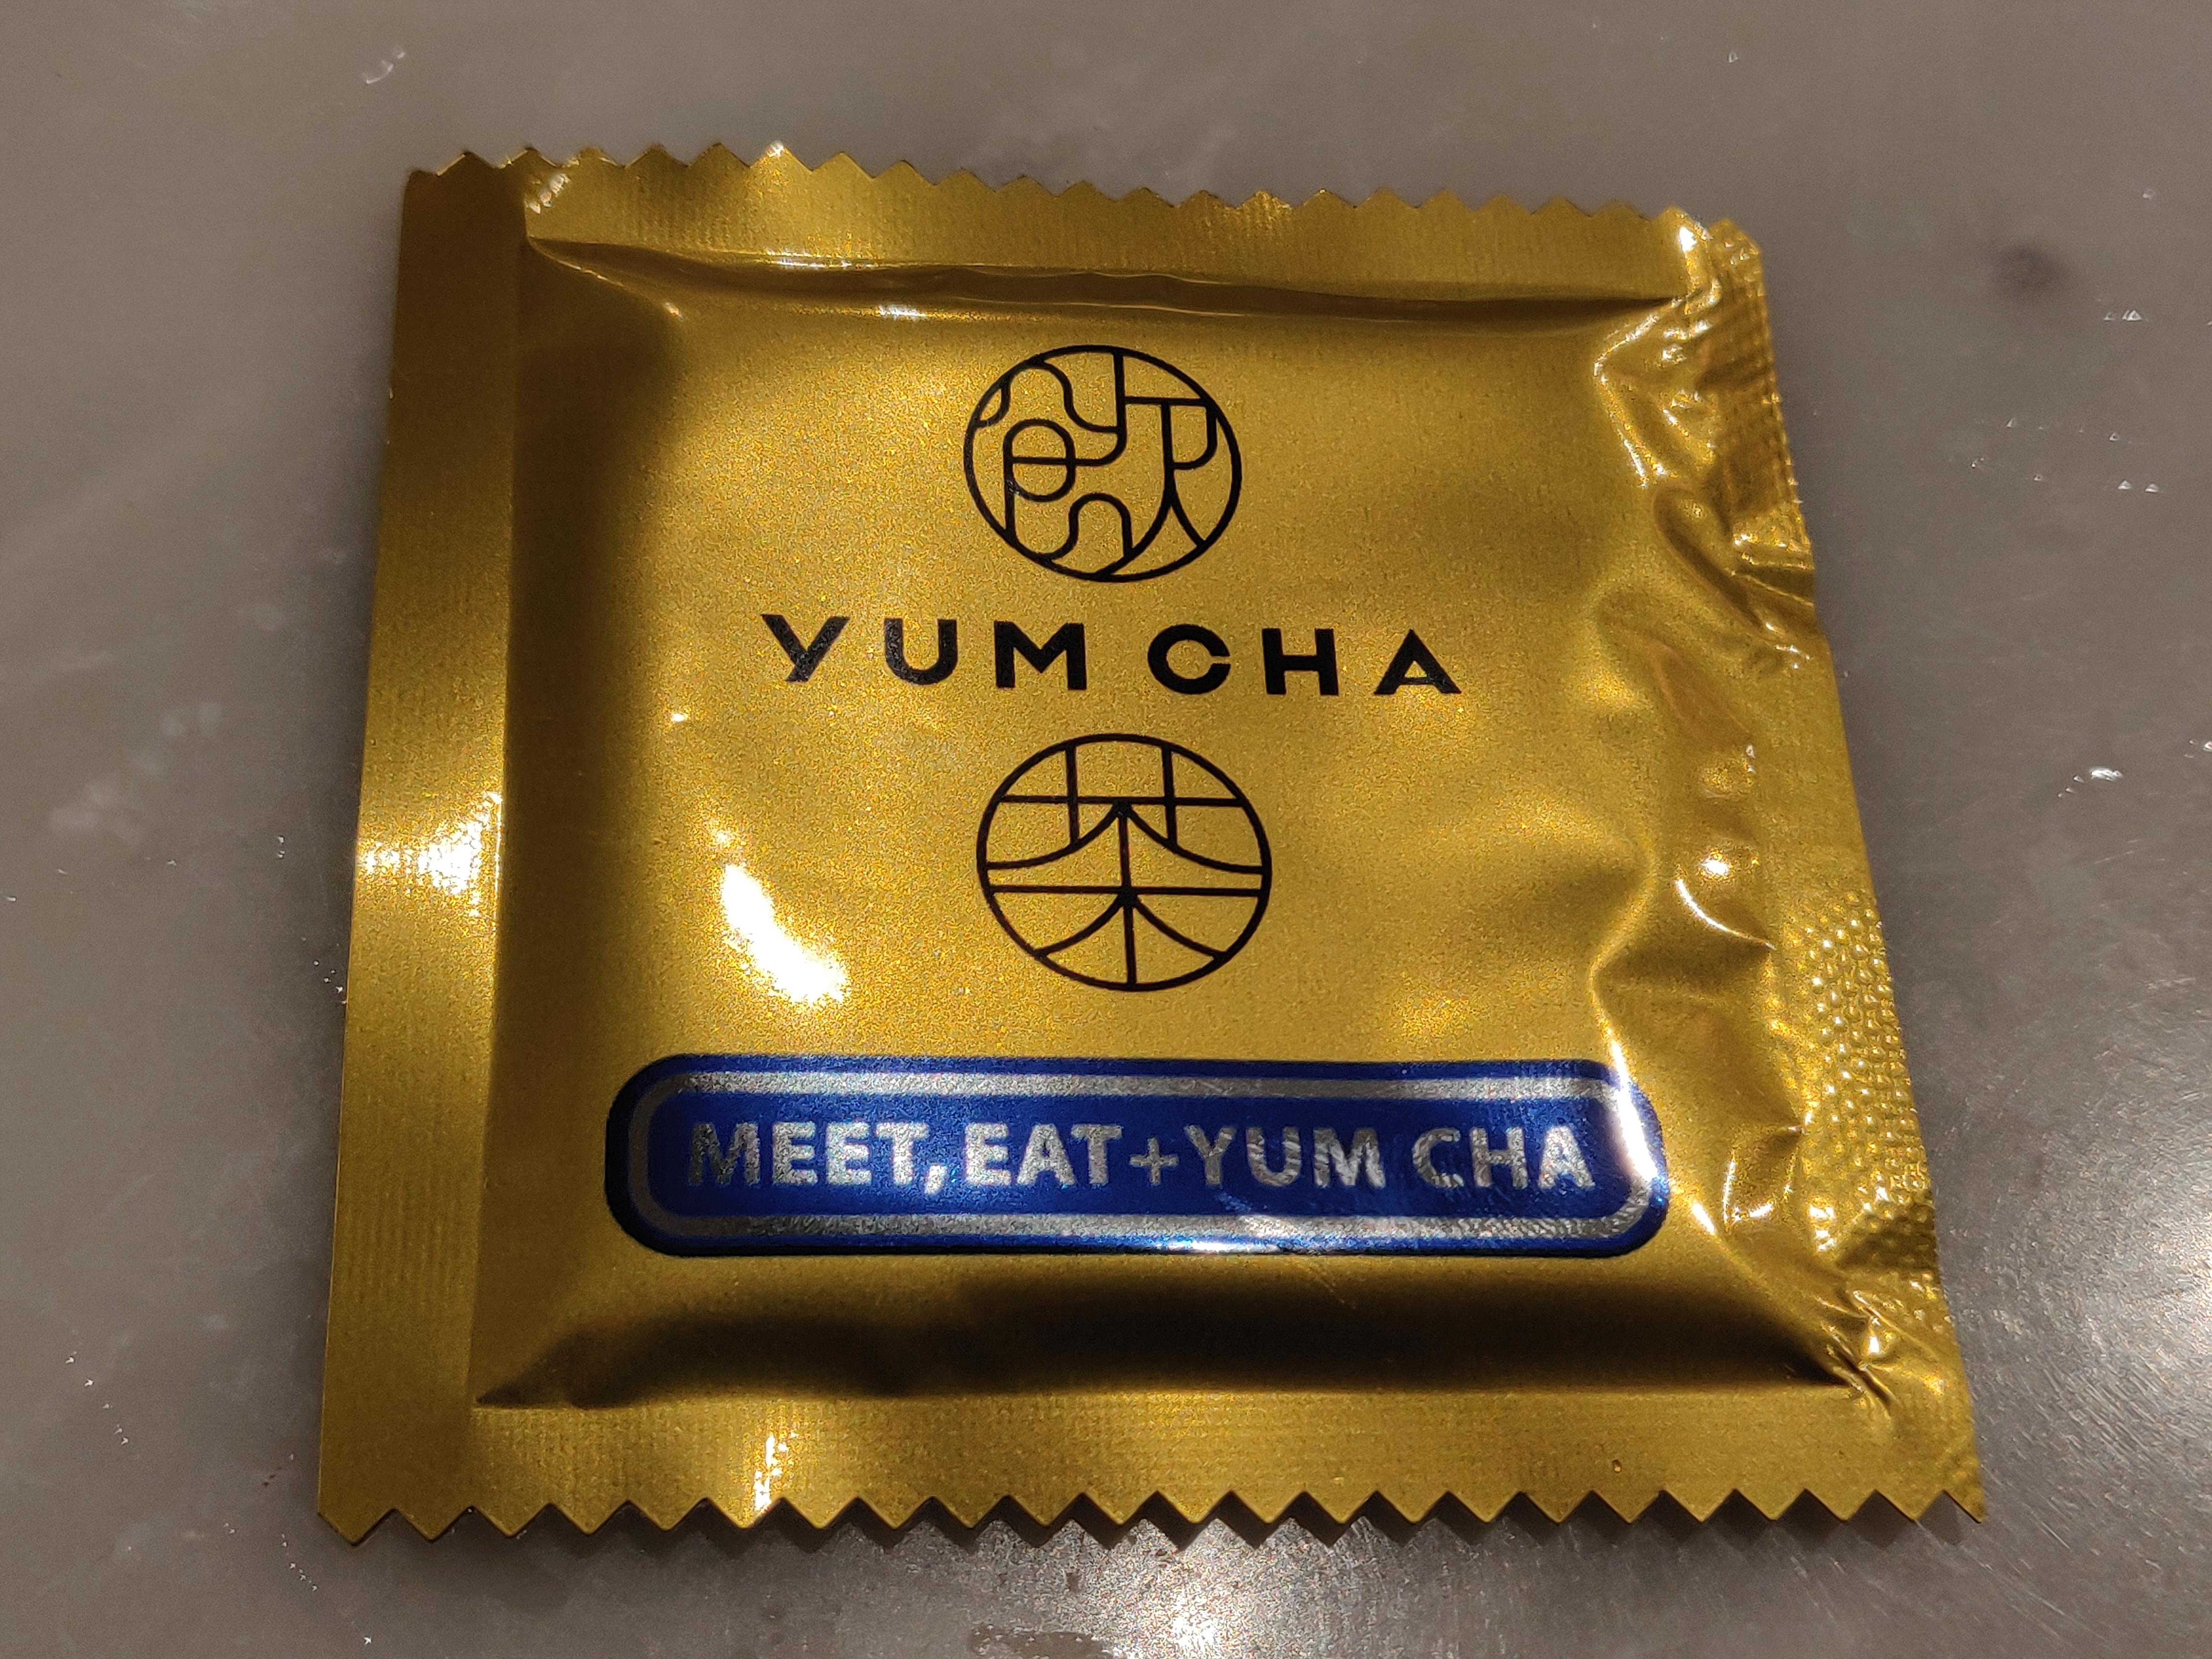 飲
YUM CHA
茶
MEET, EAT+YUM CHA